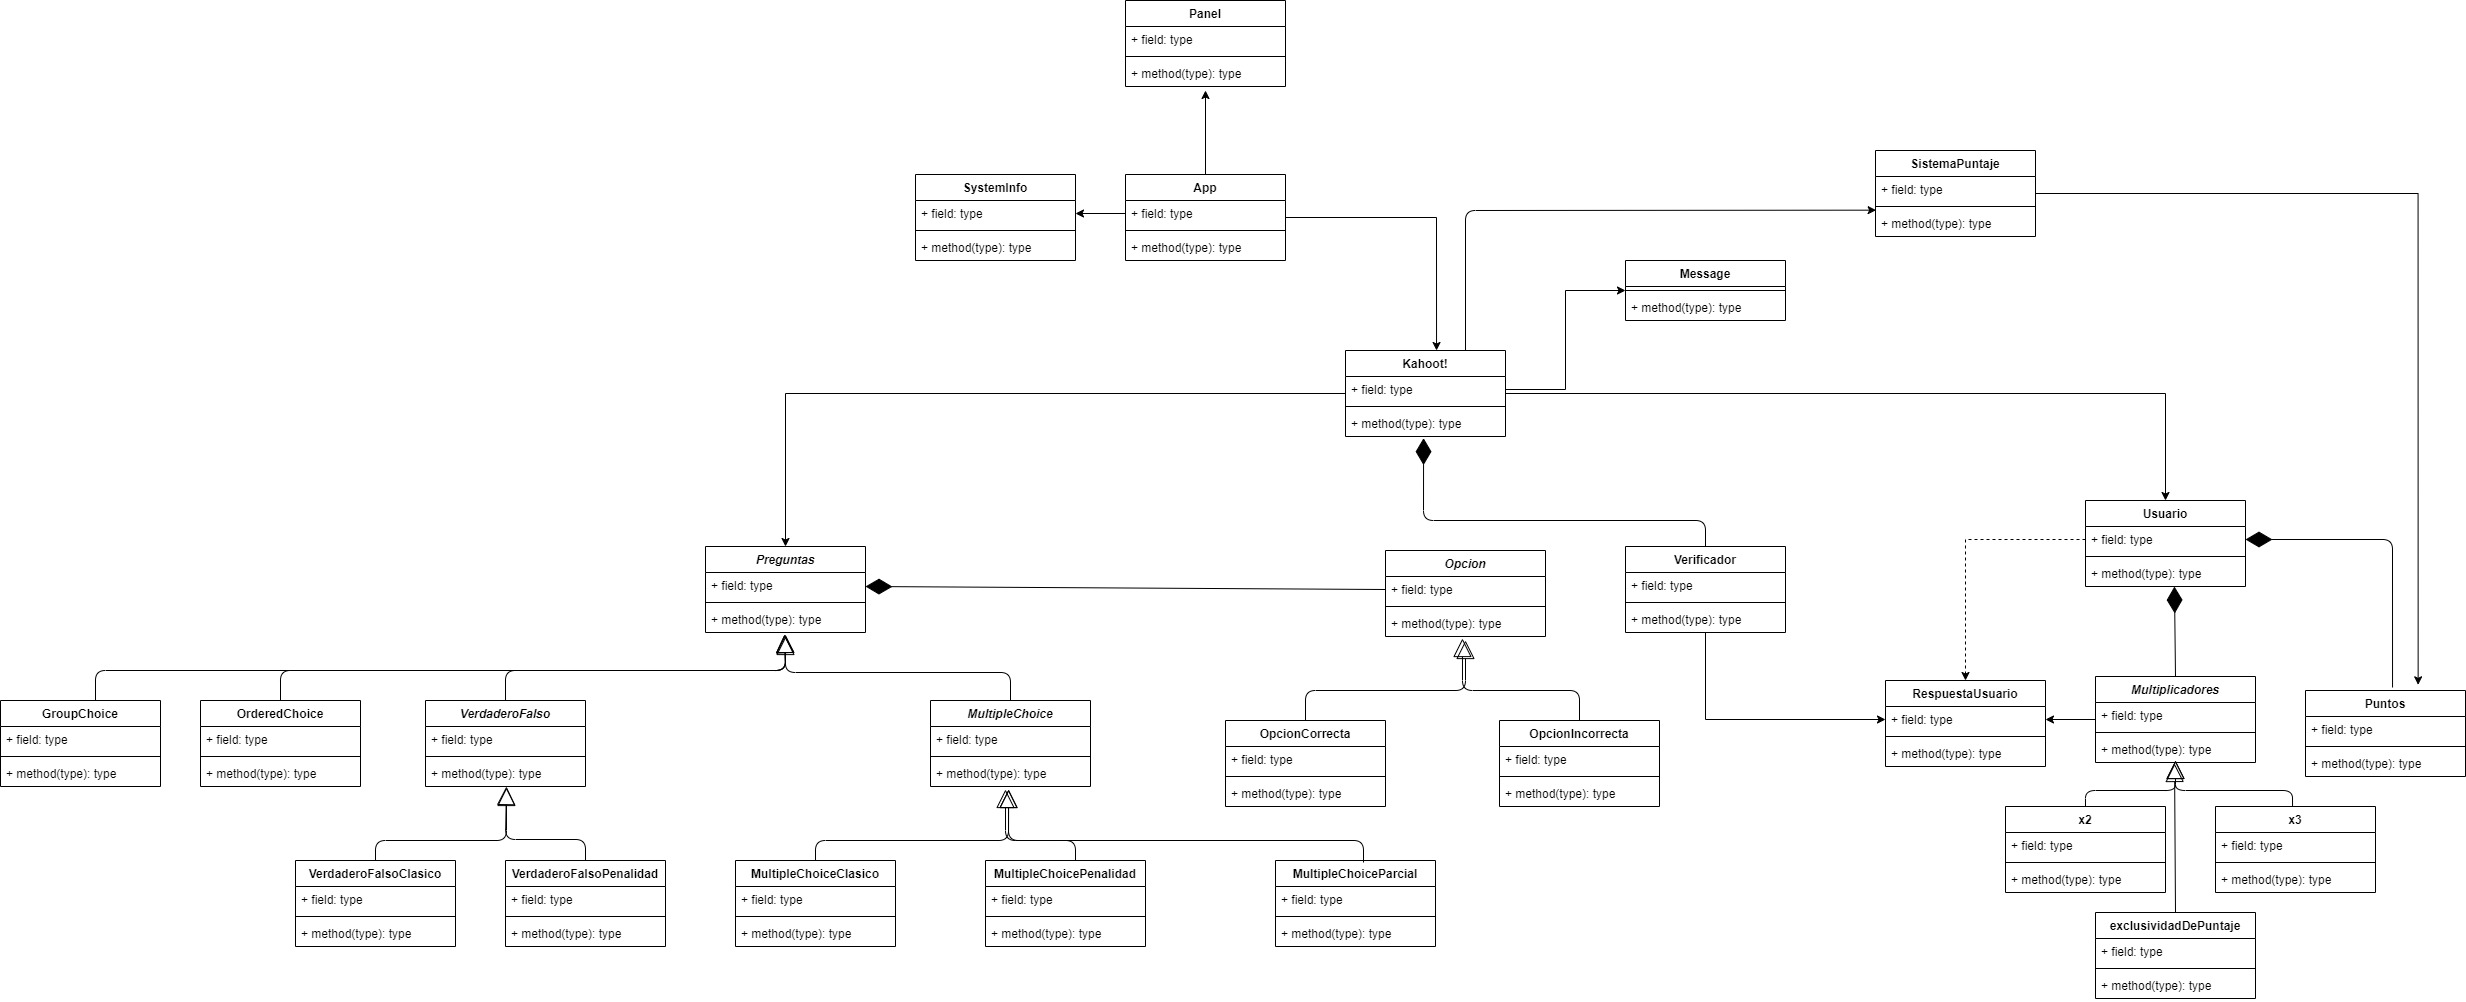 Panel
+ field: type
+ method(type): type
SistemaPuntaje
+ field: type
+ method(type): type
SystemInfo
+ field: type
+ method(type): type
App
+ field: type
+ method(type): type
Message
+ method(type): type
Kahoot!
+ field: type
+ method(type): type
Usuario
+ field: type
+ method(type): type
Preguntas
+ field: type
+ method(type): type
Opcion
+ field: type
+ method(type): type
Verificador
+ field: type
+ method(type): type
RespuestaUsuario
+ field: type
+ method(type): type
Multiplicadores
+ field: type
+ method(type): type
Puntos
+ field: type
+ method(type): type
GroupChoice
+ field: type
+ method(type): type
OrderedChoice
+ field: type
+ method(type): type
VerdaderoFalso
+ field: type
+ method(type): type
MultipleChoice
+ field: type
+ method(type): type
OpcionCorrecta
+ field: type
+ method(type): type
OpcionIncorrecta
+ field: type
+ method(type): type
x2
+ field: type
+ method(type): type
x3
+ field: type
+ method(type): type
VerdaderoFalsoClasico
+ field: type
+ method(type): type
VerdaderoFalsoPenalidad
+ field: type
+ method(type): type
MultipleChoiceClasico
+ field: type
+ method(type): type
MultipleChoicePenalidad
+ field: type
+ method(type): type
MultipleChoiceParcial
+ field: type
+ method(type): type
exclusividadDePuntaje
+ field: type
+ method(type): type